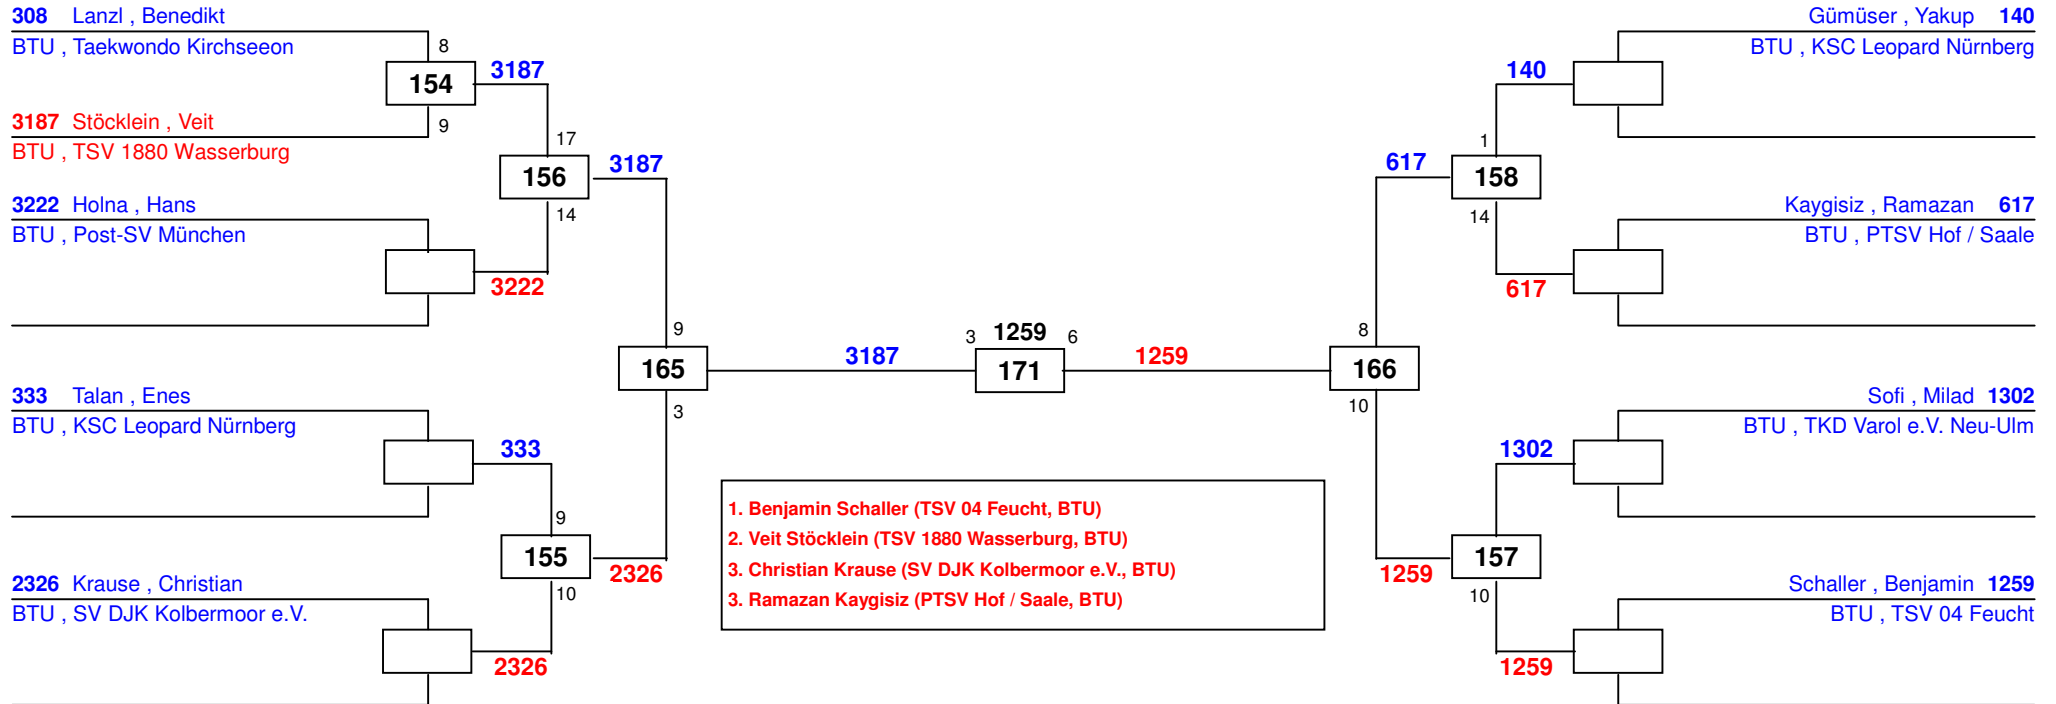 308 Lanzl , Benedikt
BTU , Taekwondo Kirchseeon
8
154
3187
3187 Stöcklein , Veit
9
BTU , TSV 1880 Wasserburg
17
156
3187
3222 Holna , Hans
14
BTU , Post-SV München
3222
9
165
3187
3
333 Talan , Enes
BTU , KSC Leopard Nürnberg
333
9
155
2326
10
2326 Krause , Christian
BTU , SV DJK Kolbermoor e.V.
2326
3 1259 6
171
1259
1. Benjamin Schaller (TSV 04 Feucht, BTU)
2. Veit Stöcklein (TSV 1880 Wasserburg, BTU)
3. Christian Krause (SV DJK Kolbermoor e.V., BTU)
3. Ramazan Kaygisiz (PTSV Hof / Saale, BTU)
Gümüser , Yakup 140
BTU , KSC Leopard Nürnberg
140
1
617
158
14
Kaygisiz , Ramazan 617
BTU , PTSV Hof / Saale
617
8
166
10
Sofi , Milad 1302
BTU , TKD Varol e.V. Neu-Ulm
1302
157
1259
10
Schaller , Benjamin 1259
BTU , TSV 04 Feucht
1259